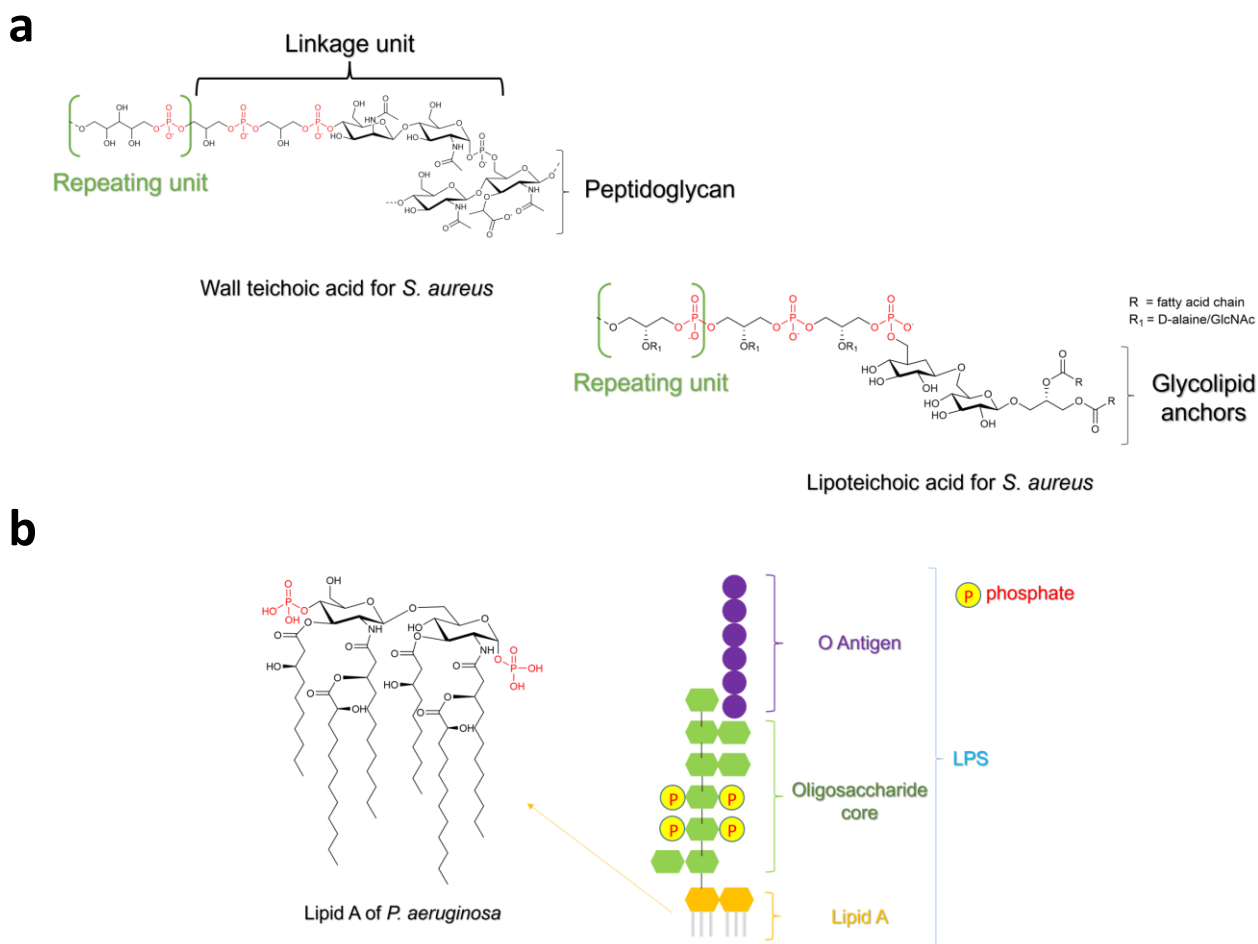 a
Linkage unit
Repeating unit
Peptidoglycan
Wall teichoic acid for S. aureus
R = fatty acid chain
R1 = D-alaine/GlcNAc
Repeating unit
Glycolipid
anchors
Lipoteichoic acid for S. aureus
b
P phosphate
O Antigen
LPS
Oligosaccharide
core
P P
P P
Lipid A
Lipid A of P. aeruginosa